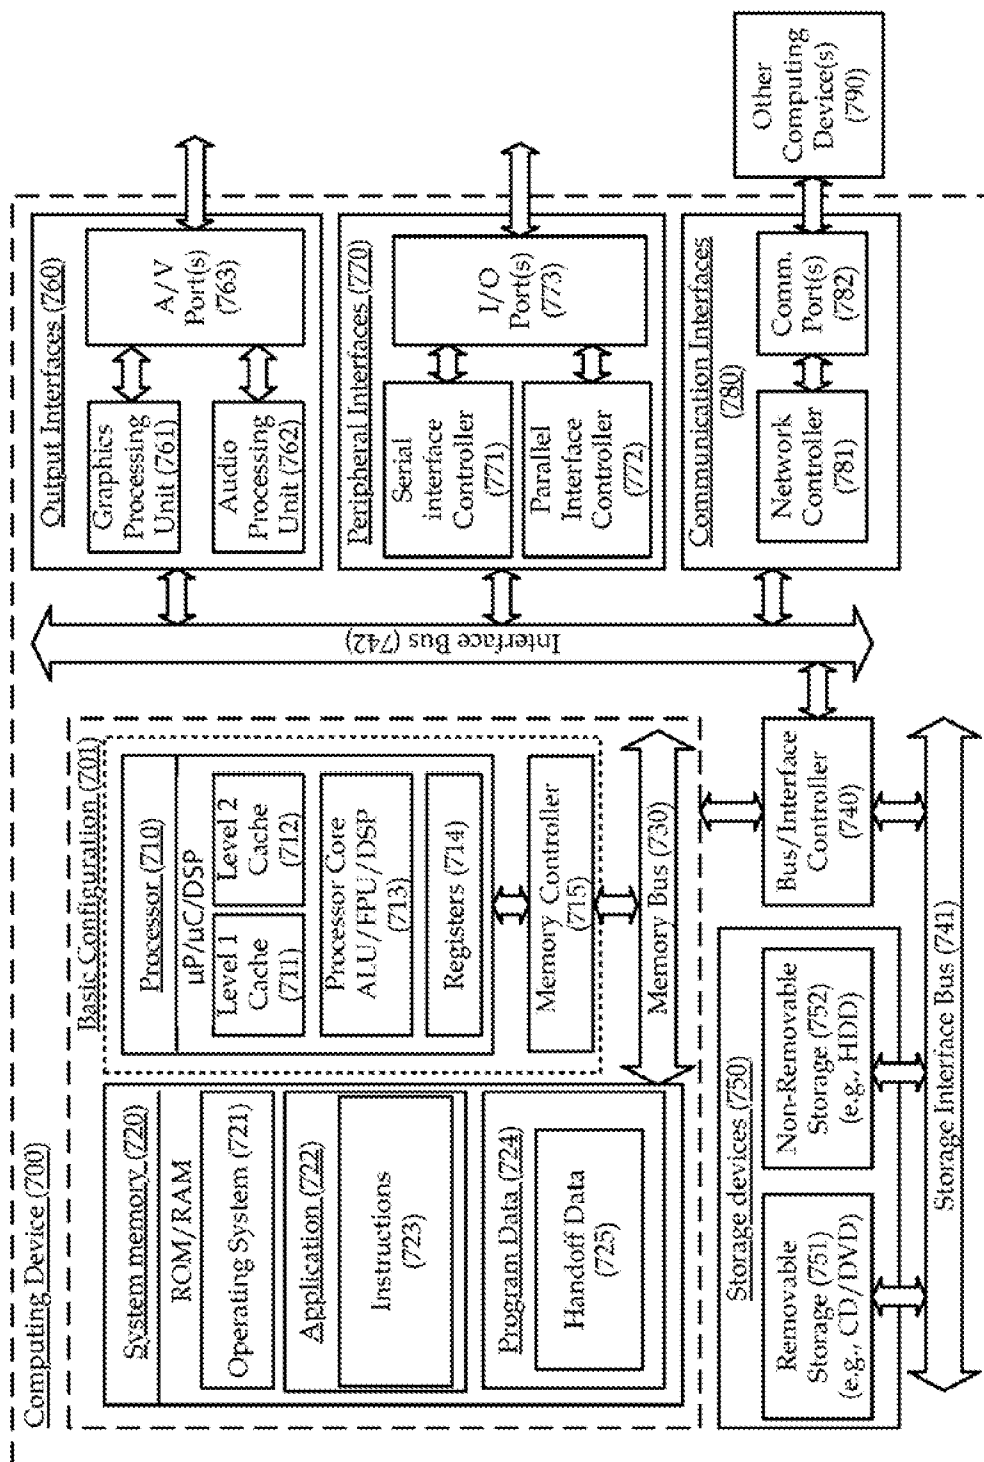 Computing Device (700)
Basic Configuration (701)
System memory (720)
ROM/RAM
Operating System (721)
Application (722)
Instructions
(723)
Program Data (724)
Handoff Data
(725)
Processor (710)
µP/µC/DSP
Level 1
Cache
(711)
Level 2
Cache
(712)
Processor Core
ALU/FPU/DSP
(713)
Registers (714)
Memory Controller
(715)
Memory Bus (730)
Storage devices (750)
Removable
Storage (751)
(e.g., CD/DVD)
Non-Removable
Storage (752)
(e.g., HDD)
Bus/Interface
Controller
(740)
Storage Interface Bus (741)
Interface Bus (742)
Output Interfaces (760)
Graphics
Processing
Unit (761)
Audio
Processing
Unit (762)
A/V
Port(s)
(763)
Peripheral Interfaces (770)
Serial
interface
Controller
(771)
Parallel
Interface
Controller
(772)
I/O
Port(s)
(773)
Communication Interfaces
(780)
Network
Controller
(781)
Comm.
Port(s)
(782)
Other
Computing
Device(s)
(790)